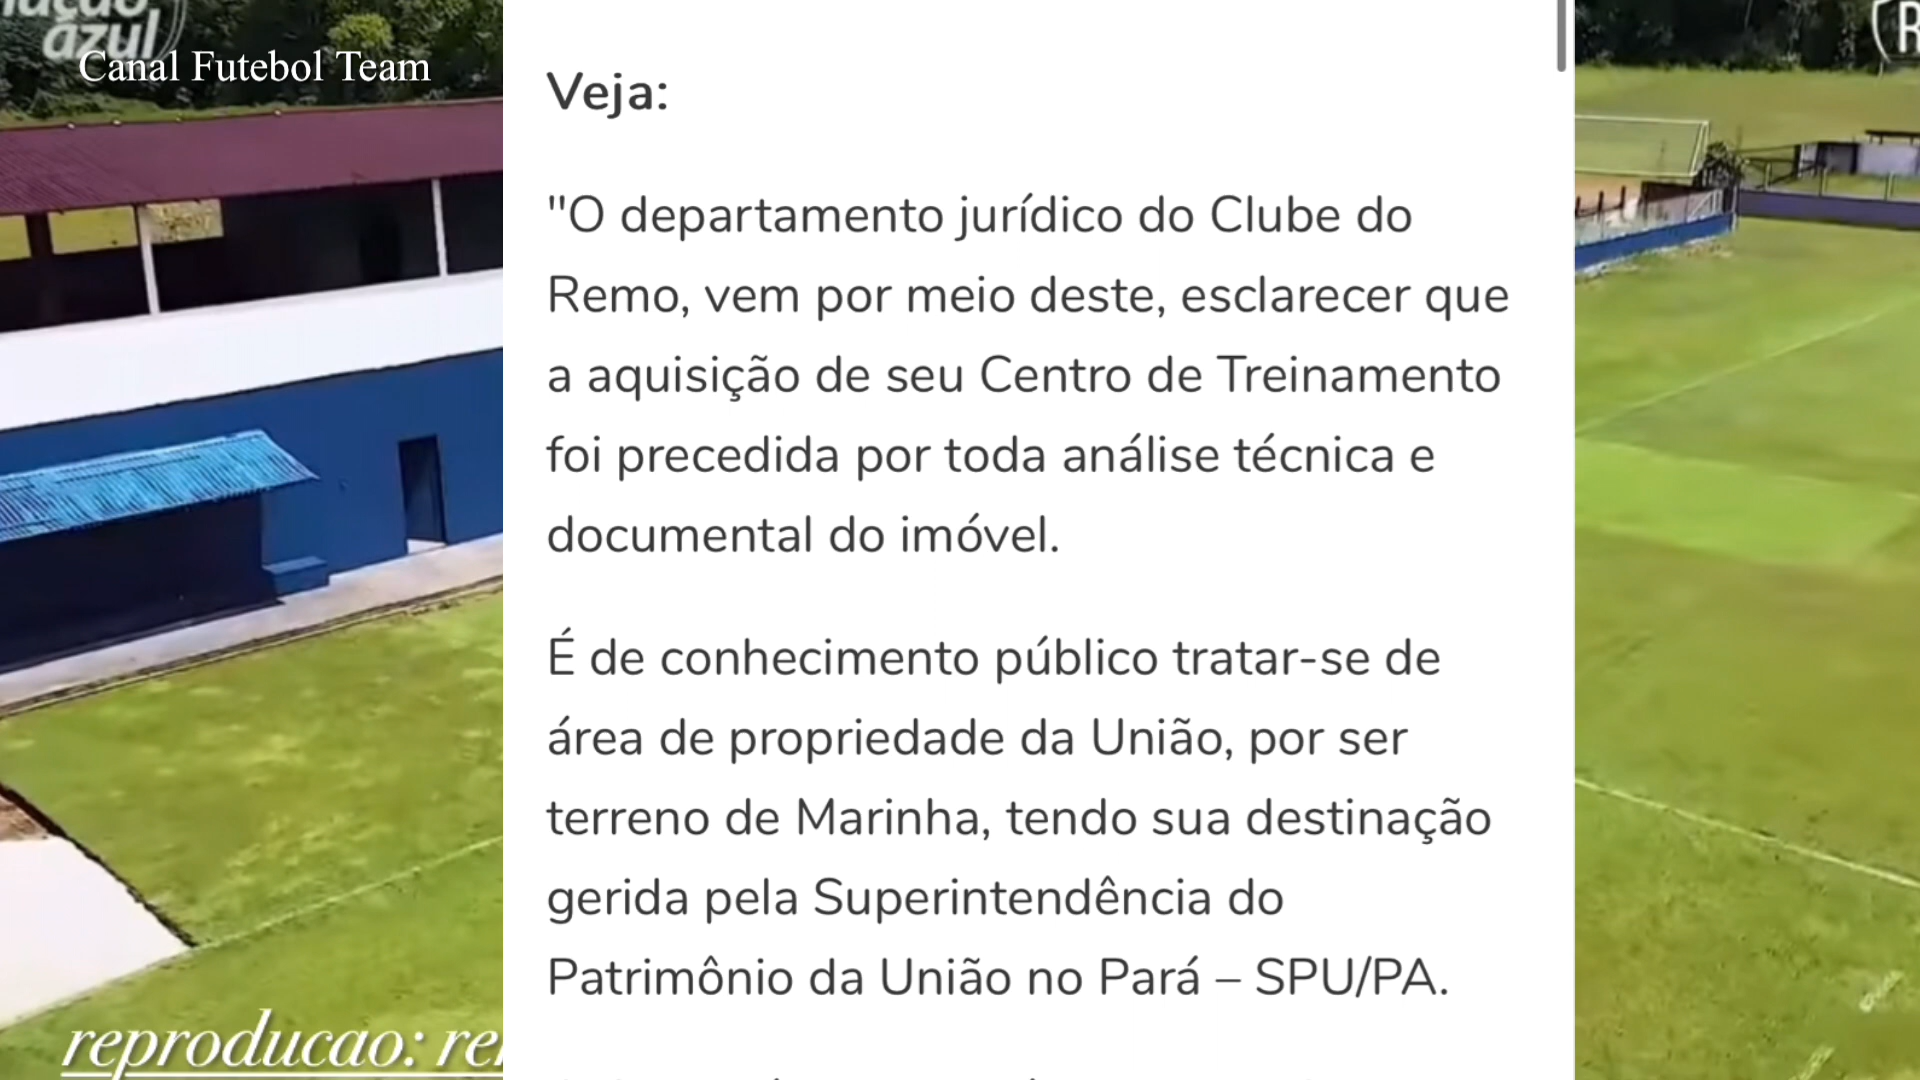 azul
Canal Futebol Team
Veja:
"O departamento jurídico do Clube do
Remo, vem por meio deste, esclarecer que
a aquisição de seu Centro de Treinamento
foi precedida por toda análise técnica e
documental do imóvel.
É de conhecimento público tratar-se de
área de propriedade da União, por ser
terreno de Marinha, tendo sua destinação
gerida pela Superintendência do
Patrimônio da União no Pará – SPU/PA.
reproducao: